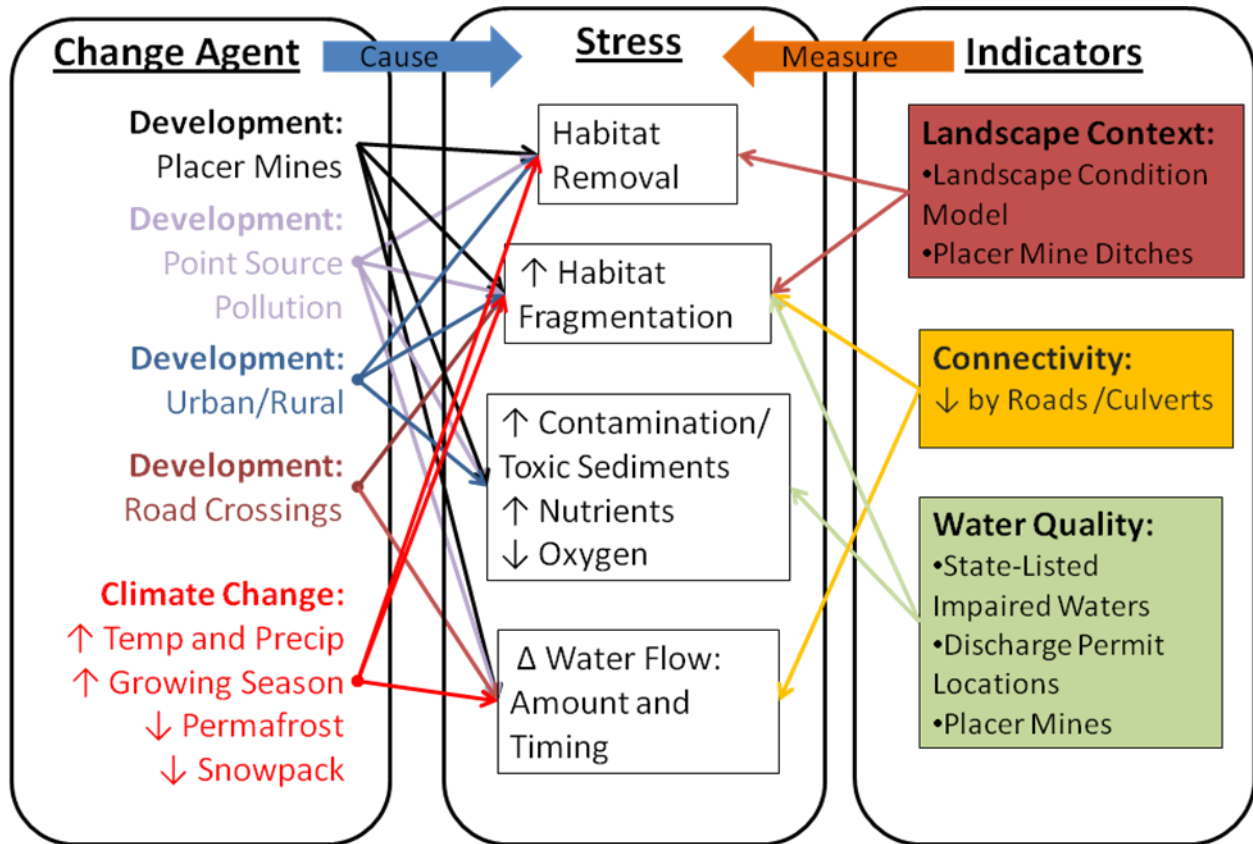 Change Agent
Cause
Stress
Measure
Indicators
Development:
Placer Mines
Development:
Point Source
Pollution
Development:
Urban/Rural
Development:
Road Crossings
Climate Change:
↑ Temp and Precip
↑ Growing Season
↓ Permafrost
↓ Snowpack
Habitat
Removal
↑ Habitat
Fragmentation
↑ Contamination/
Toxic Sediments
↑ Nutrients
↓ Oxygen
Δ Water Flow:
Amount and
Timing
Landscape Context:
•Landscape Condition
Model
•Placer Mine Ditches
Connectivity:
↓ by Roads /Culverts
Water Quality:
•State-Listed
Impaired Waters
•Discharge Permit
Locations
•Placer Mines